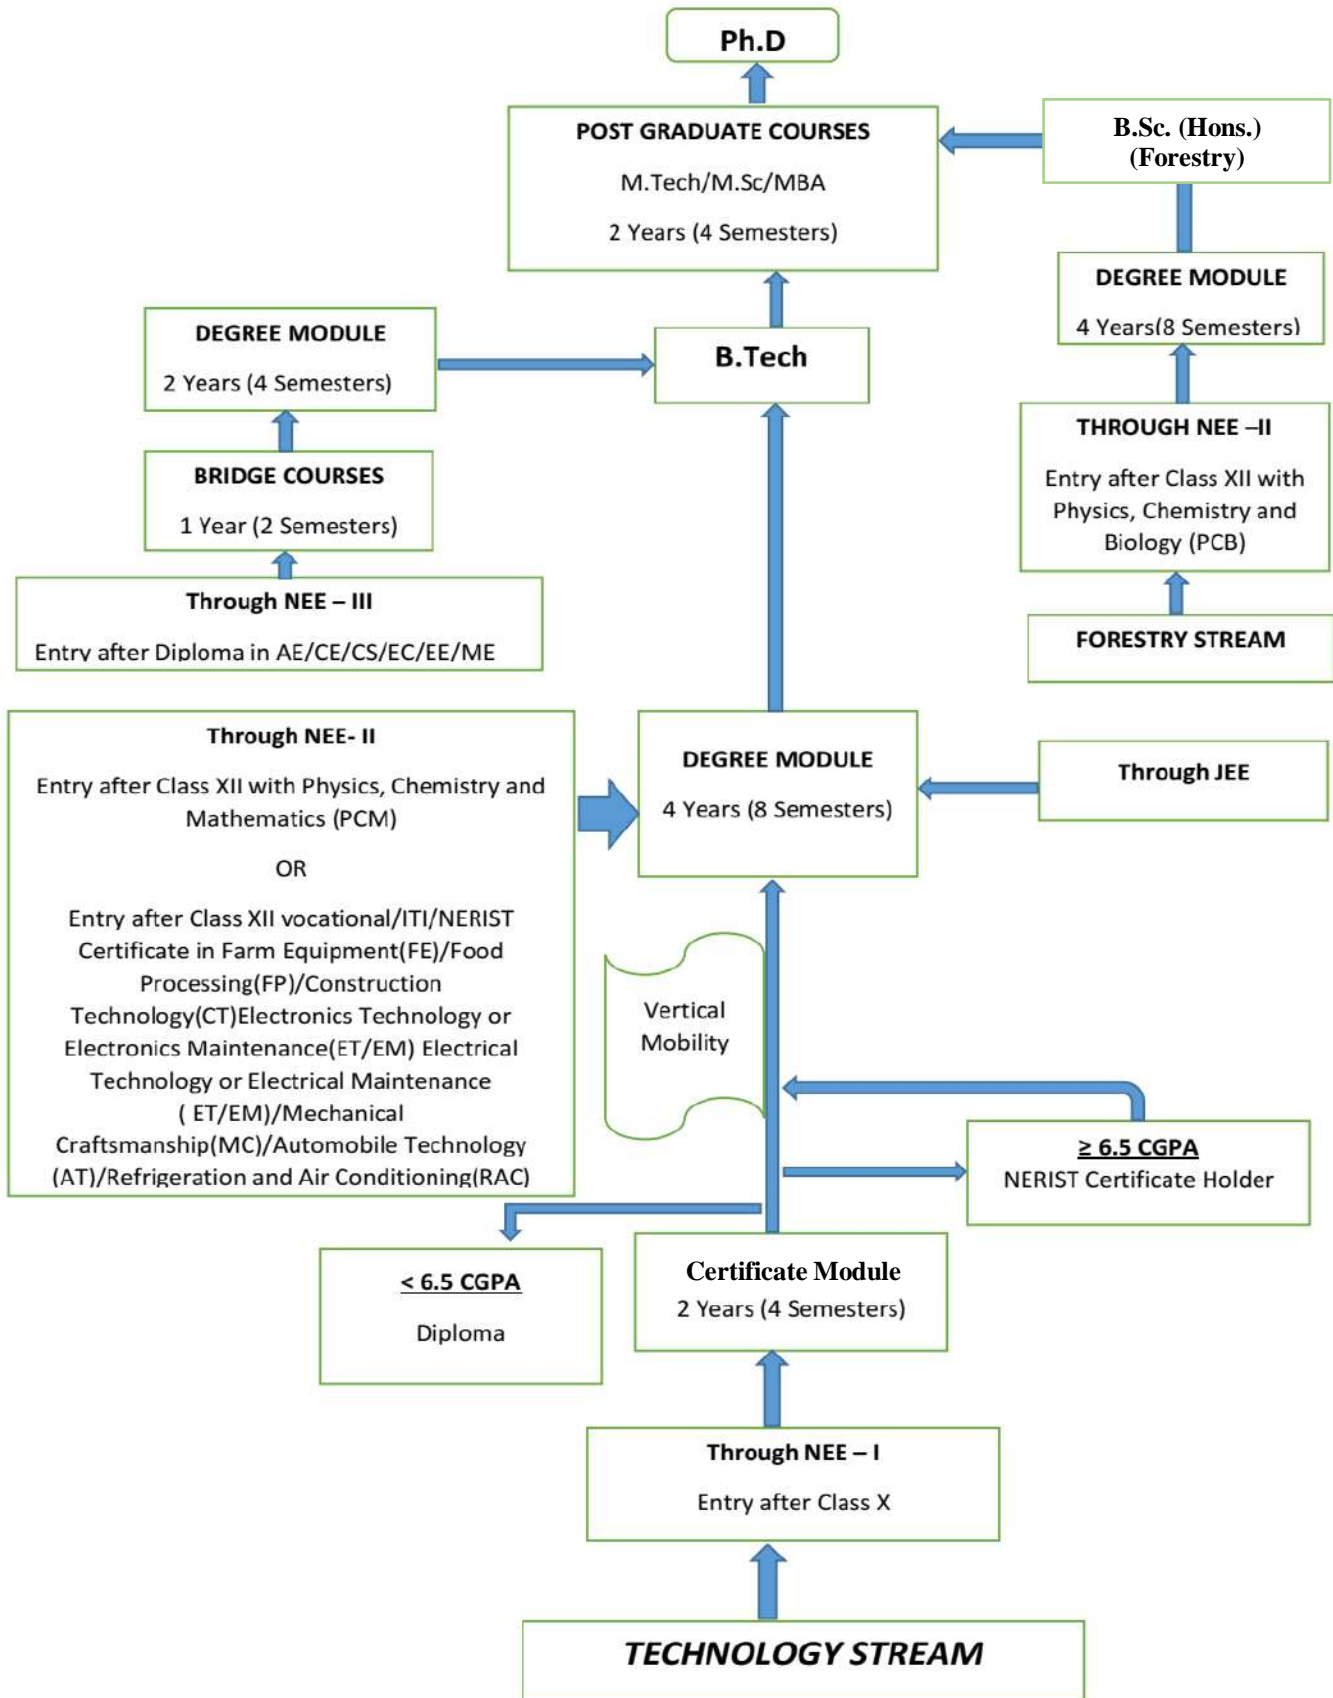 Ph.D
POST GRADUATE COURSES
M.Tech/M.Sc/MBA
2 Years (4 Semesters)
B.Sc. (Hons.)
(Forestry)
DEGREE MODULE
4 Years(8 Semesters)
DEGREE MODULE
2 Years (4 Semesters)
B.Tech
THROUGH NEE –II
Entry after Class XII with
Physics, Chemistry and
Biology (PCB)
BRIDGE COURSES
1 Year (2 Semesters)
Through NEE – III
Entry after Diploma in AE/CE/CS/EC/EE/ME
FORESTRY STREAM
Through NEE- II
Entry after Class XII with Physics, Chemistry and
Mathematics (PCM)
OR
Entry after Class XII vocational/ITI/NERIST
Certificate in Farm Equipment(FE)/Food
Processing(FP)/Construction
Technology(CT)Electronics Technology or
Electronics Maintenance(ET/EM) Electrical
Technology or Electrical Maintenance
( ET/EM)/Mechanical
Craftsmanship(MC)/Automobile Technology
(AT)/Refrigeration and Air Conditioning(RAC)
DEGREE MODULE
4 Years (8 Semesters)
Through JEE
Vertical
Mobility
≥ 6.5 CGPA
NERIST Certificate Holder
< 6.5 CGPA
Diploma
Certificate Module
2 Years (4 Semesters)
Through NEE – I
Entry after Class X
TECHNOLOGY STREAM